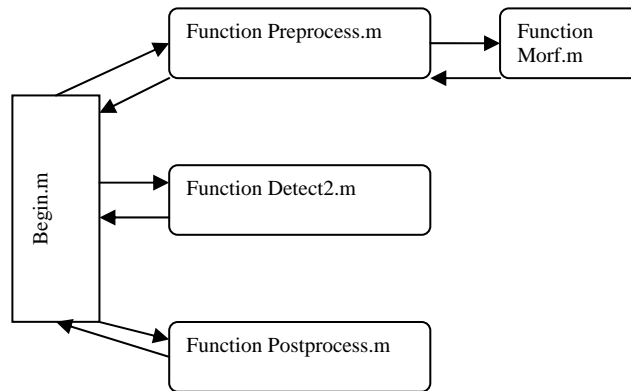 Function Preprocess.m
Function
Morf.m
Begin.m
Function Detect2.m
Function Postprocess.m